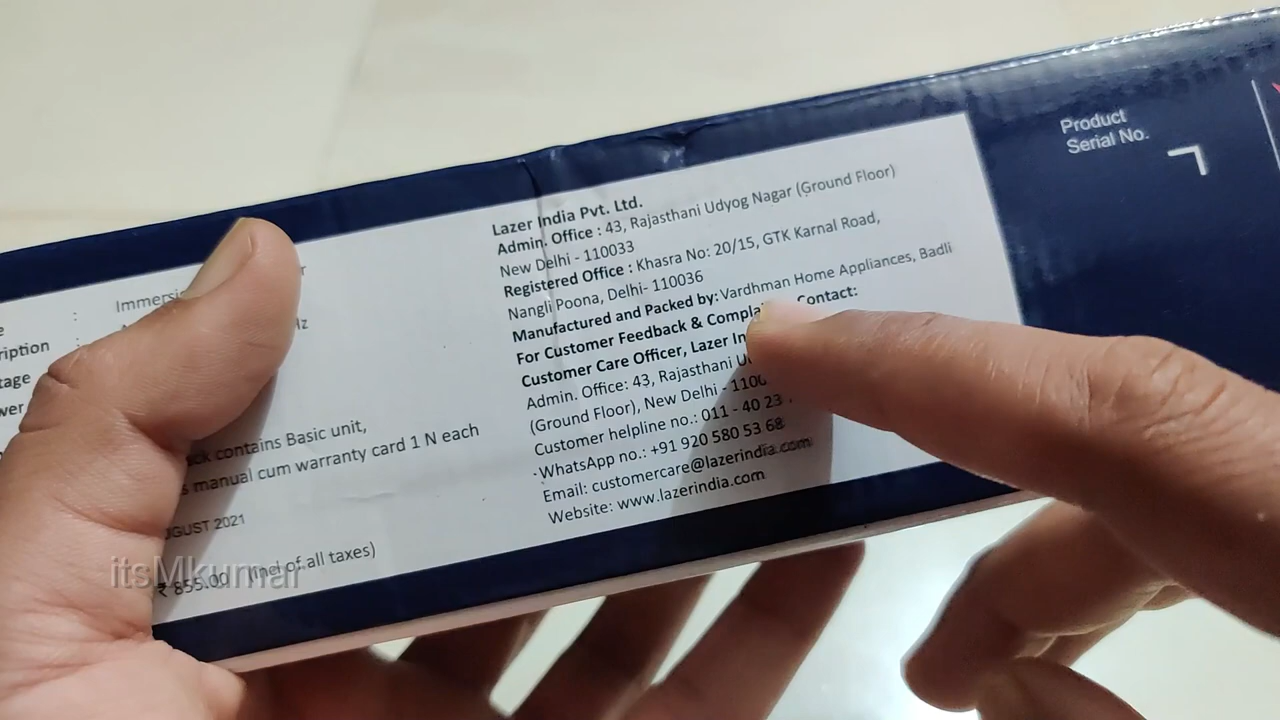 Lazer India Pvt. Ltd.
Admin. Office : 43, Rajasthani Udyog Nagar (Ground Floor)
New Delhi - 110033
Registered Office : Khasra No: 20/15, GTK Karnal Road,
Nangli Poona, Delhi- 110036
Manufactured and Packed by: Vardhman Home Appliances, Badli
For Customer Feedback & Contact:
Customer Care Officer, Lazer
Admin. Office: 43, Rajasthani
(Ground Floor), New Delhi -
Customer helpline no.: 011 - 40 23
WhatsApp no.: +91 920 580 53 68
Email: customercare@lazerindia.com
Website: www.lazerindia.com
:
contains Basic unit,
manual cum warranty card 1 N each
2021
₹ 855.00 (incl of all taxes)
Product
Serial No.
itsMkumar